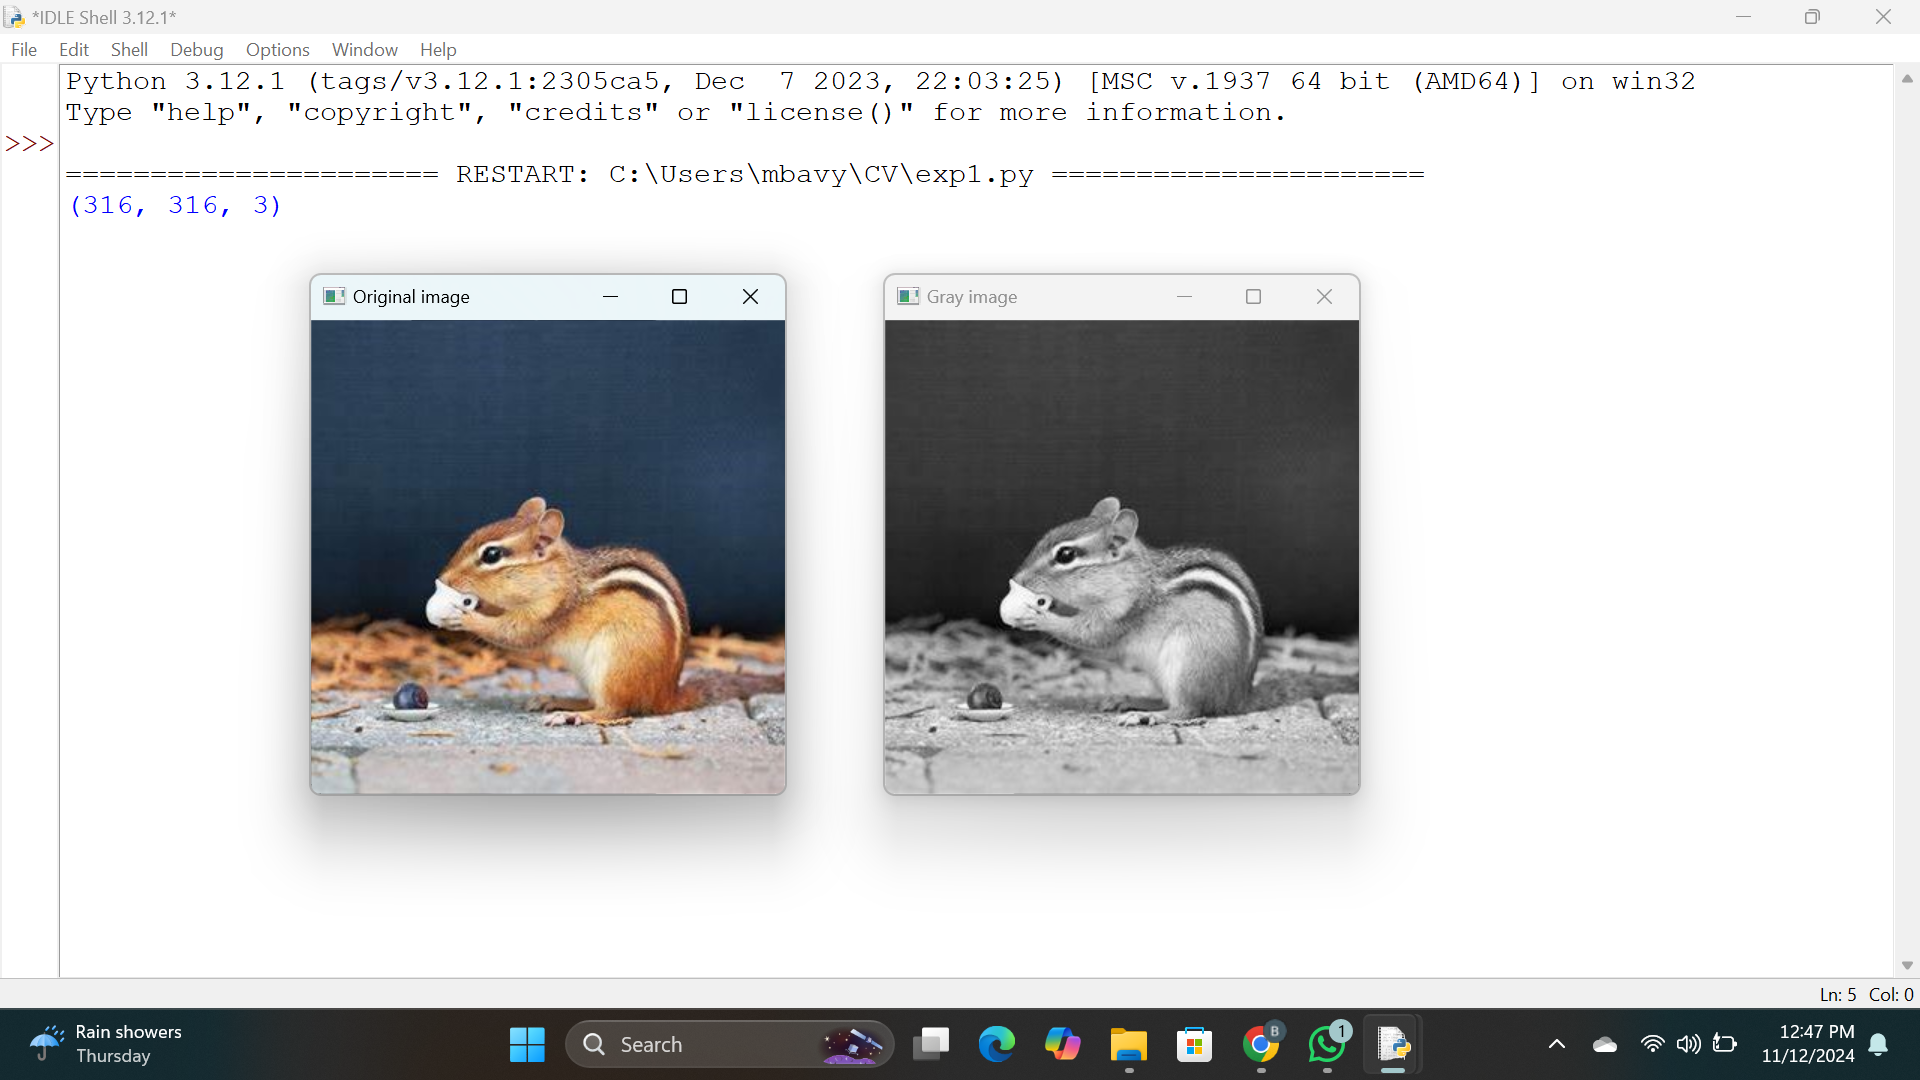 *IDLE Shell 3.12.1*
File Edit Shell Debug Options Window Help
Python 3.12.1 (tags/v3.12.1:2305ca5, Dec  7 2023, 22:03:25) [MSC v.1937 64 bit (AMD64)] on win32
Type "help", "copyright", "credits" or "license()" for more information.
>>>
====================== RESTART: C:\Users\mbavy\CV\exp1.py ======================
(316, 316, 3)
Original image
Gray image
Ln: 5 Col: 0
Rain showers
Thursday
Search
B
1
12:47 PM
11/12/2024